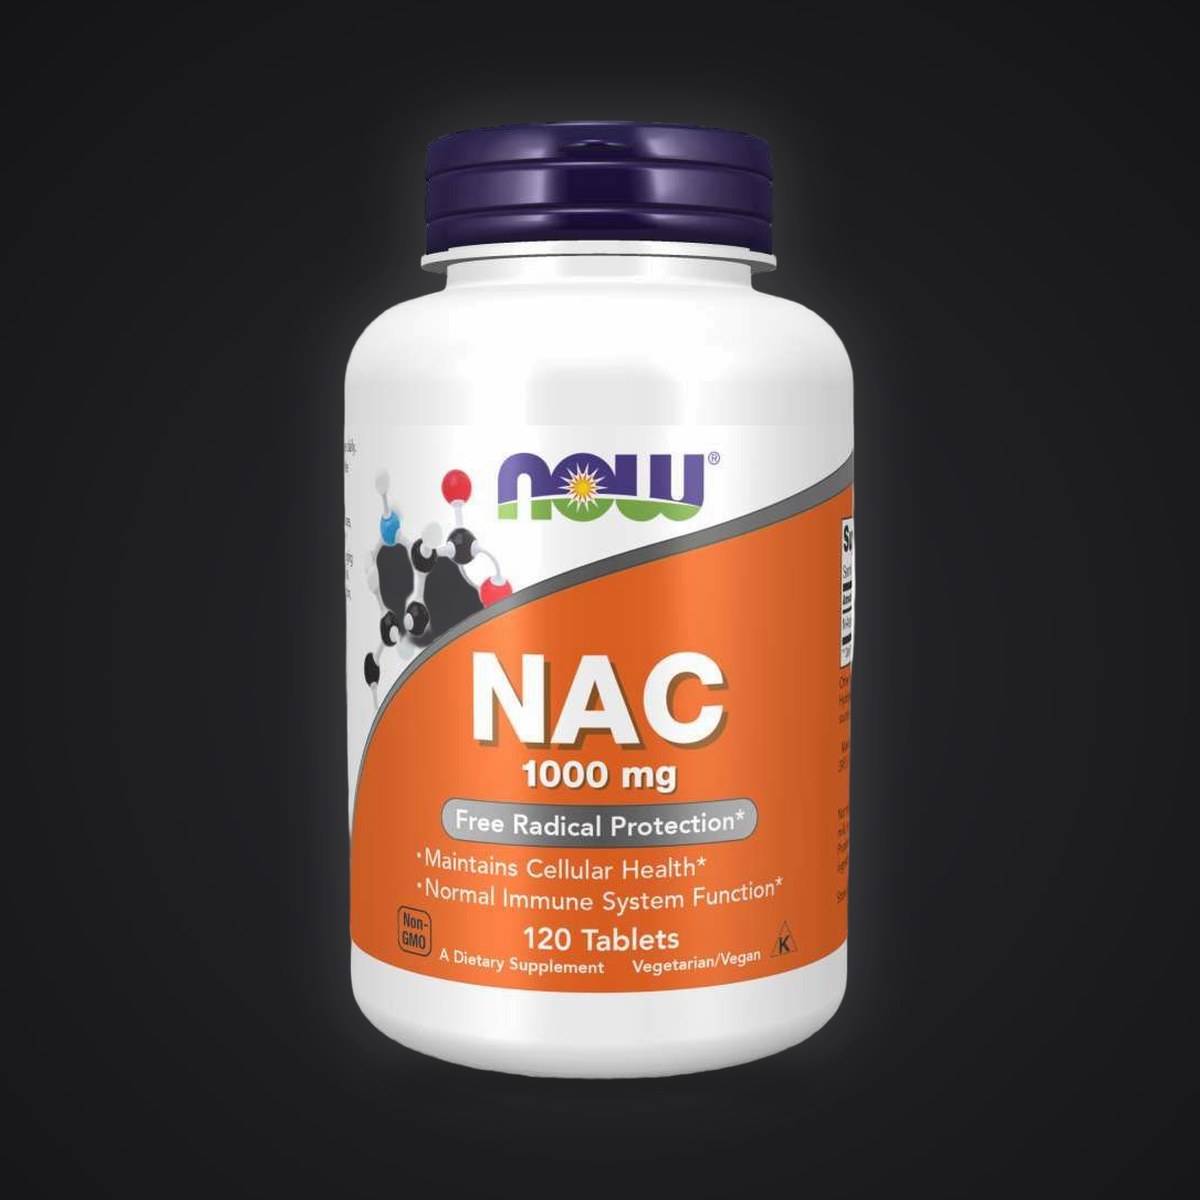 now®
NAC
1000 mg
Free Radical Protection*
•Maintains Cellular Health*
•Normal Immune System Function*
Non-
GMO
120 Tablets
K
A Dietary Supplement Vegetarian/Vegan